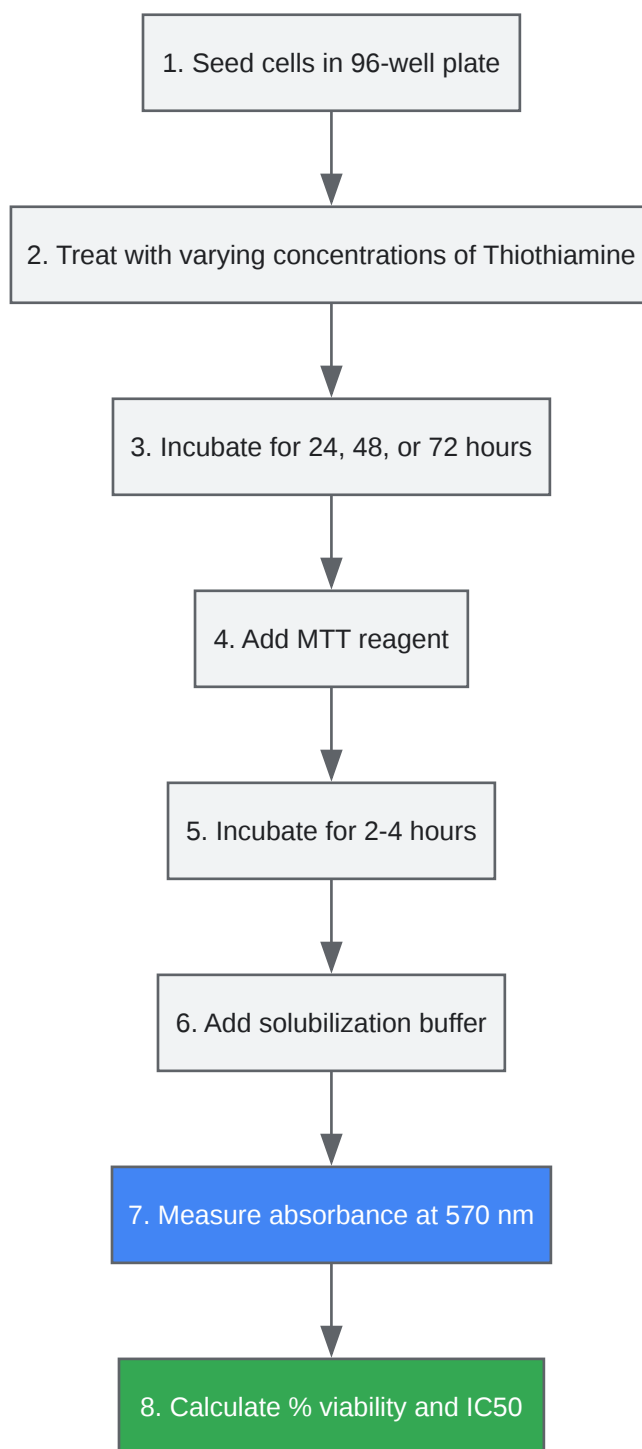 1. Seed cells in 96-well plate
2. Treat with varying concentrations of Thiothiamine
3. Incubate for 24, 48, or 72 hours
4. Add MTT reagent
5. Incubate for 2-4 hours
6. Add solubilization buffer
7. Measure absorbance at 570 nm
8. Calculate % viability and IC50